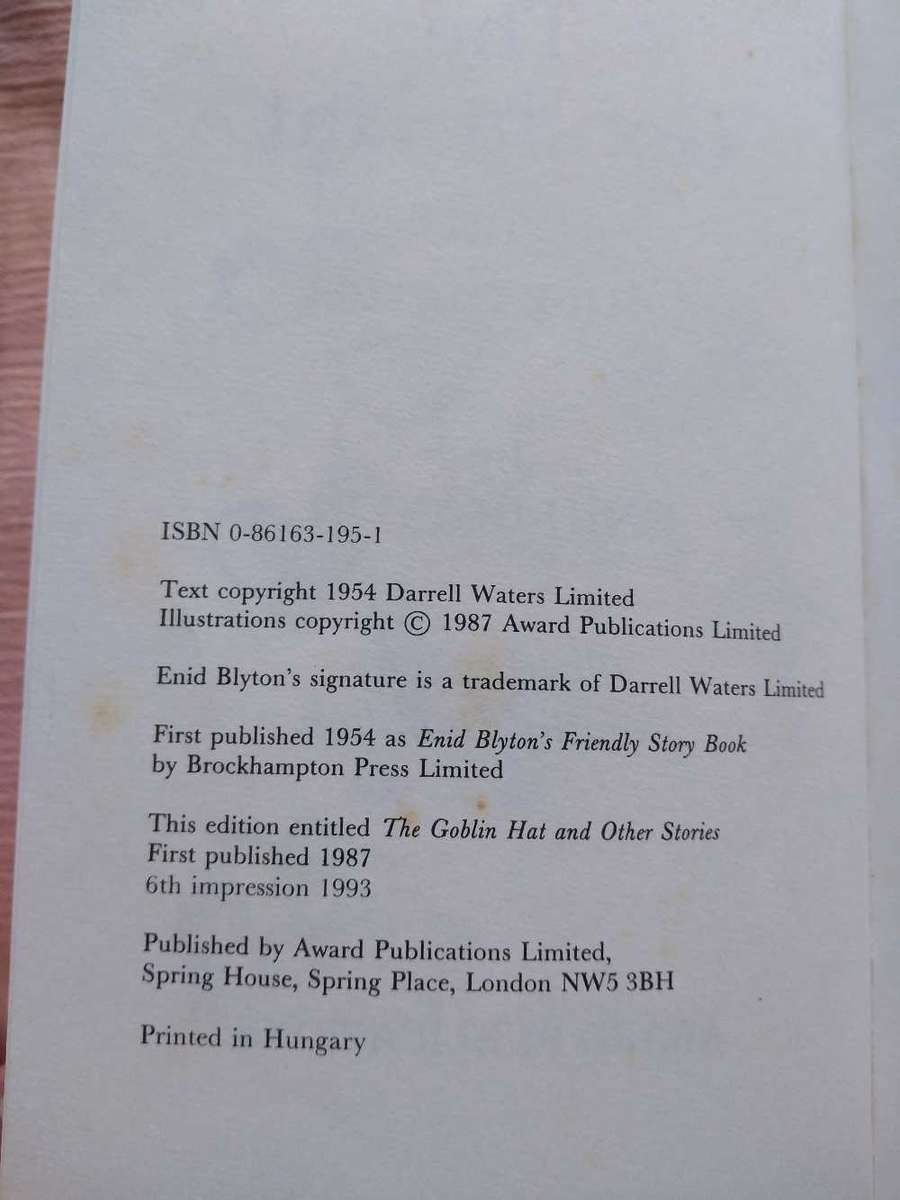 ISBN 0-86163-195-1
Text copyright 1954 Darrell Waters Limited
Illustrations copyright © 1987 Award Publications Limited
Enid Blyton's signature is a trademark of Darrell Waters Limited
First published 1954 as Enid Blyton's Friendly Story Book
by Brockhampton Press Limited
This edition entitled The Goblin Hat and Other Stories
First published 1987
6th impression 1993
Published by Award Publications Limited,
Spring House, Spring Place, London NW5 3BH
Printed in Hungary